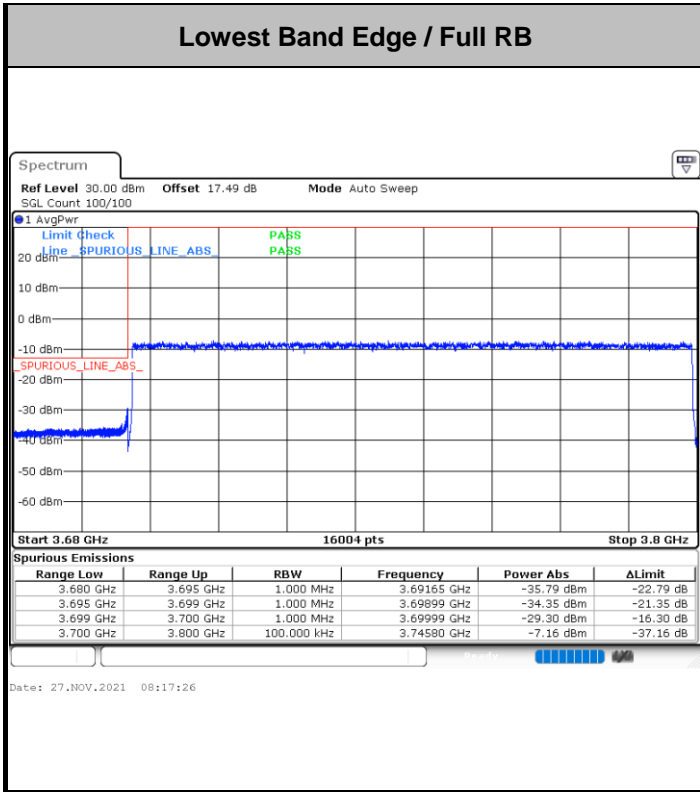 Lowest Band Edge / Full RB
Spectrum
Ref Level 30.00 dBm Offset 17.49 dB Mode Auto Sweep
SGL Count 100/100
1 AvgPwr
Limit Check PASS
Line _SPURIOUS_LINE_ABS_ PASS
20 dBm
10 dBm
0 dBm
-10 dBm
_SPURIOUS_LINE_ABS_
-20 dBm
-30 dBm
-40 dBm
-50 dBm
-60 dBm
Start 3.68 GHz 16004 pts Stop 3.8 GHz
Spurious Emissions
Range Low Range Up RBW Frequency Power Abs ΔLimit
3.680 GHz 3.695 GHz 1.000 MHz 3.69165 GHz -35.79 dBm -22.79 dB
3.695 GHz 3.699 GHz 1.000 MHz 3.69899 GHz -34.35 dBm -21.35 dB
3.699 GHz 3.700 GHz 1.000 MHz 3.69999 GHz -29.30 dBm -16.30 dB
3.700 GHz 3.800 GHz 100.000 kHz 3.74580 GHz -7.16 dBm -37.16 dB
Ready
Date: 27.NOV.2021 08:17:26